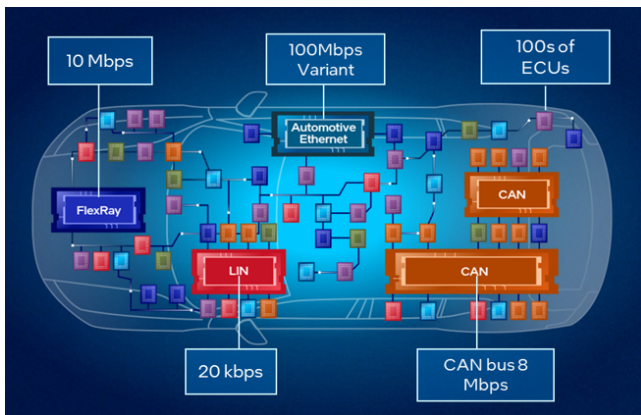 10 Mbps
100Mbps
Variant
100s of
ECUs
Automotive
Ethernet
FlexRay
CAN
LIN
CAN
20 kbps
CAN bus 8
Mbps